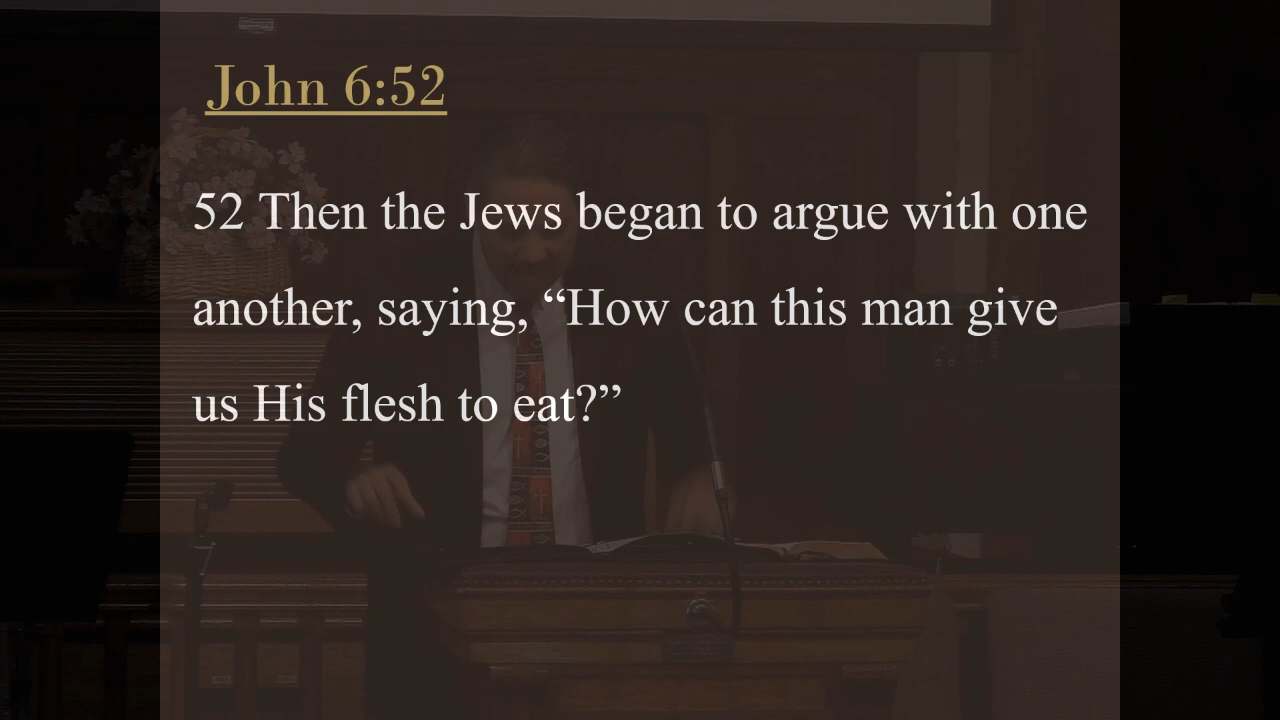 John 6:52
52 Then the Jews began to argue with one
another, saying, “How can this man give
us His flesh to eat?”